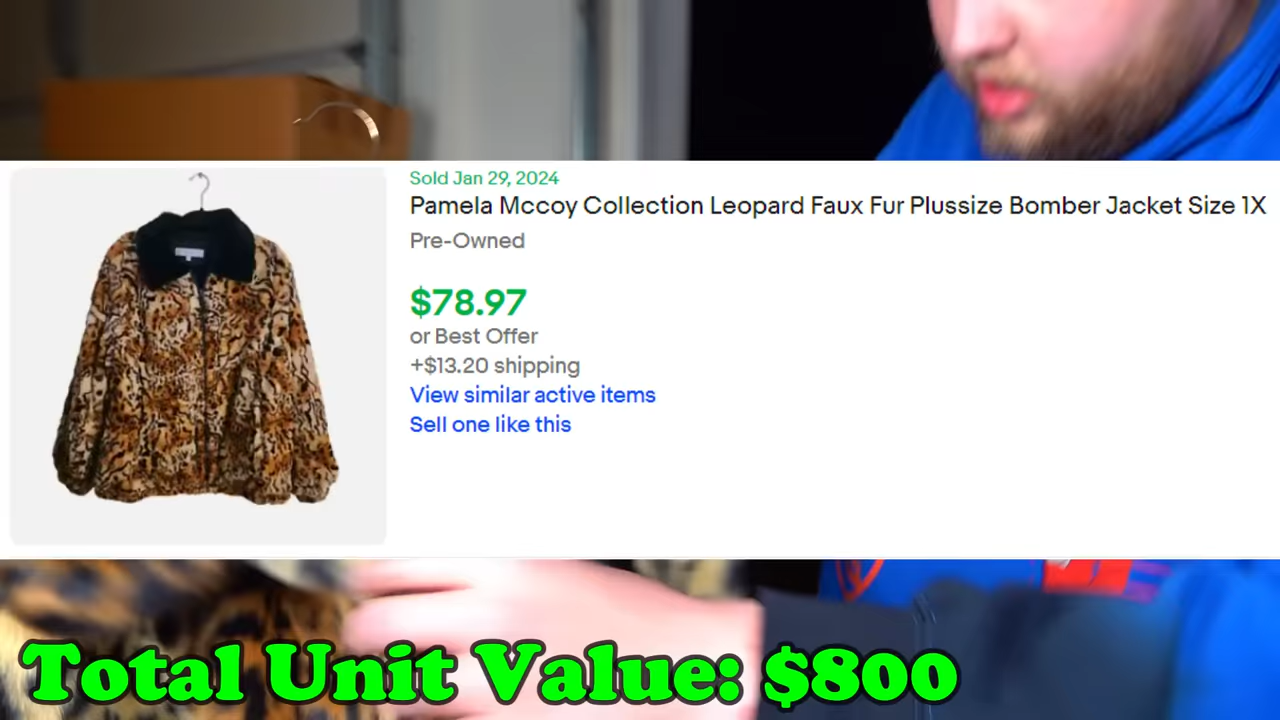 Sold Jan 29, 2024
Pamela Mccoy Collection Leopard Faux Fur Plussize Bomber Jacket Size 1X
Pre-Owned
$78.97
or Best Offer
+$13.20 shipping
View similar active items
Sell one like this
Total Unit Value: $800